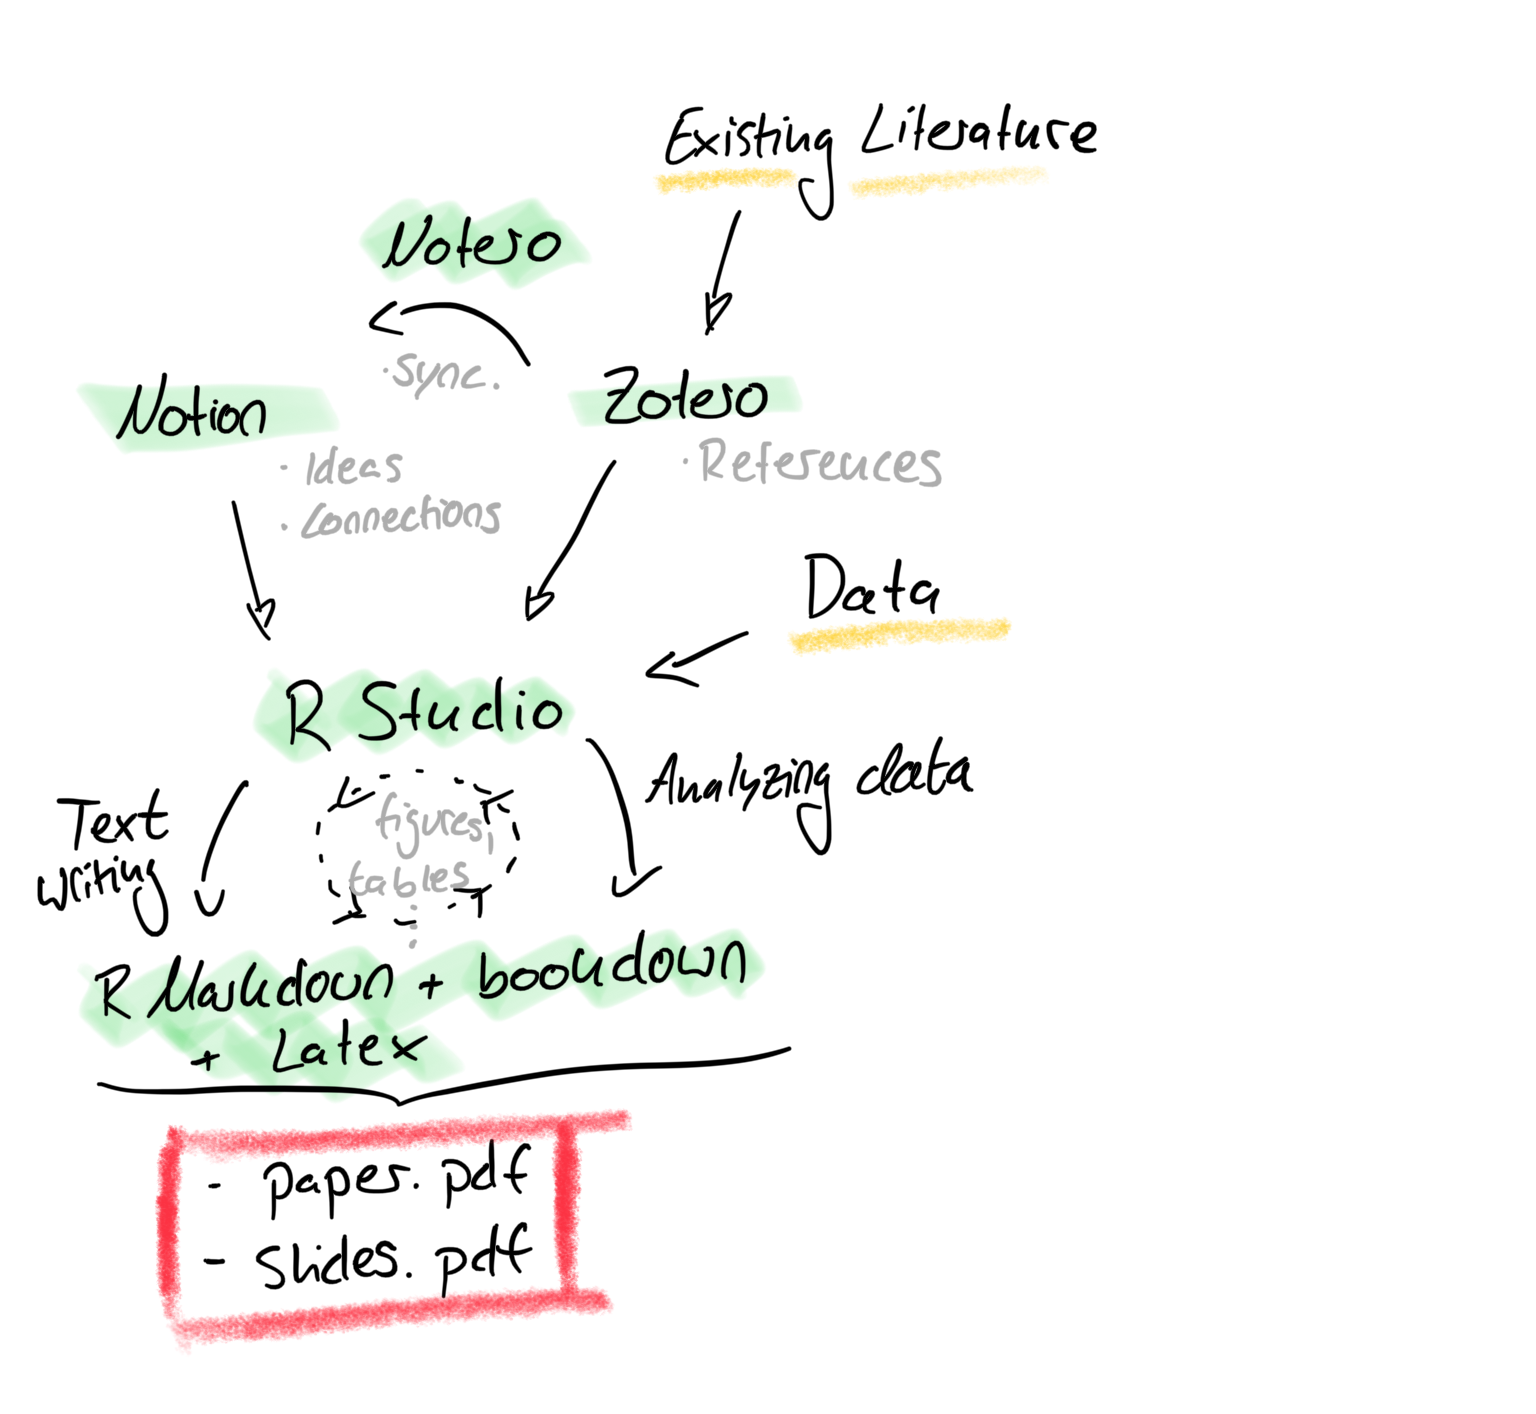 Existing Literature
Notero
· Sync.
Notion
Zotero
· Ideas
· References
· Connections
Data
R Studio
Analyzing data
Text
writing
figures,
tables
R Markdown + bookdown
+ Latex
- paper.pdf
- Slides.pdf